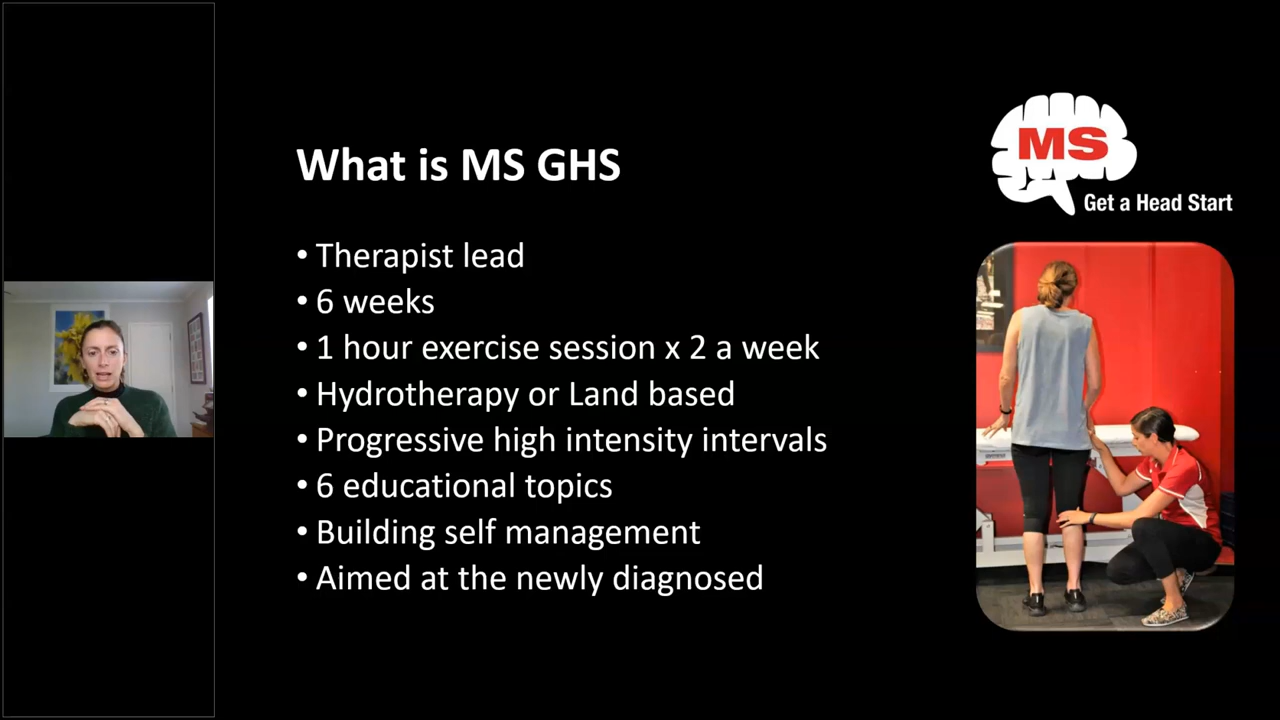 What is MS GHS
• Therapist lead
• 6 weeks
• 1 hour exercise session x 2 a week
• Hydrotherapy or Land based
• Progressive high intensity intervals
• 6 educational topics
• Building self management
• Aimed at the newly diagnosed
MS
Get a Head Start